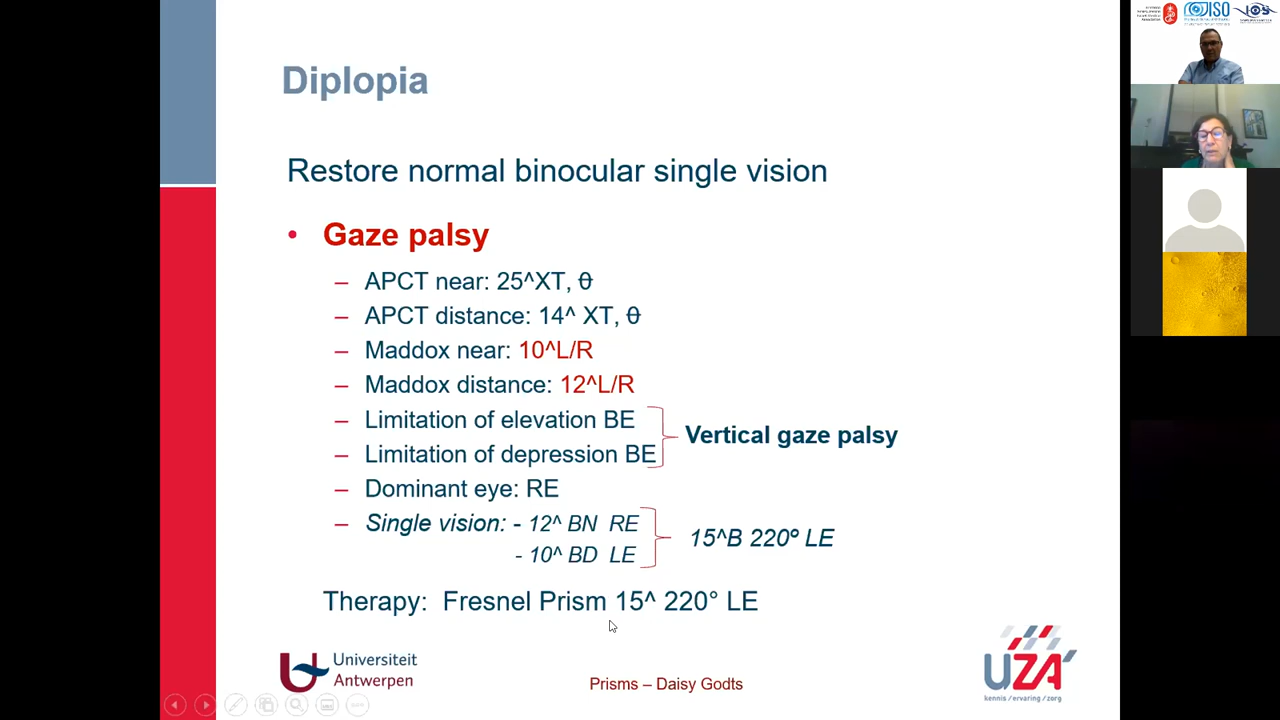 Diplopia
Restore normal binocular single vision
• Gaze palsy
– APCT near: 25^XT, θ
– APCT distance: 14^ XT, θ
– Maddox near: 10^L/R
– Maddox distance: 12^L/R
– Limitation of elevation BE
– Limitation of depression BE
Vertical gaze palsy
– Dominant eye: RE
– Single vision: - 12^ BN RE
- 10^ BD LE
15^B 220º LE
Therapy: Fresnel Prism 15^ 220° LE
Universiteit
Antwerpen
Prisms – Daisy Godts
UZA
kennis / ervaring / zorg
ISO